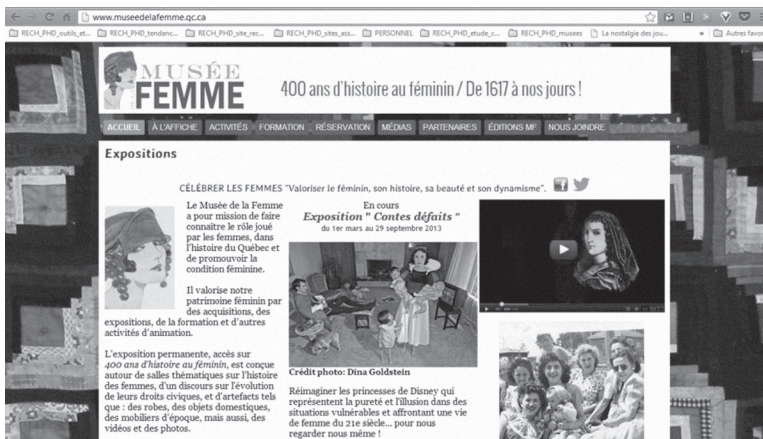 www.museedelafemme.qc.ca
RECH_PHD_outils_et... RECH_PHD_tendanc... RECH_PHD_site_rec... RECH_PHD_sites_ass... PERSONNEL RECH_PHD_etude_c... RECH_PHD_musees La nostalgie des jou... » Autres favor
MUSÉE
FEMME
400 ans d'histoire au féminin / De 1617 à nos jours !
ACCUEIL À L'AFFICHE ACTIVITÉS FORMATION RÉSERVATION MÉDIAS PARTENAIRES ÉDITIONS MF NOUS JOINDRE
Expositions
CÉLÉBRER LES FEMMES "Valoriser le féminin, son histoire, sa beauté et son dynamisme".
Le Musée de la Femme
a pour mission de faire
connaître le rôle joué
par les femmes, dans
l'histoire du Québec et
de promouvoir la
condition féminine.
Il valorise notre
patrimoine féminin par
des acquisitions, des
expositions, de la formation et d'autres
activités d'animation.
L'exposition permanente, accès sur
400 ans d'histoire au féminin, est conçue
autour de salles thématiques sur l'histoire
des femmes, d'un discours sur l'évolution
de leurs droits civiques, et d'artefacts tels
que : des robes, des objets domestiques,
des mobiliers d'époque, mais aussi, des
vidéos et des photos.
En cours
Exposition " Contes défaits "
du 1er mars au 29 septembre 2013
Crédit photo: Dina Goldstein
Réimaginer les princesses de Disney qui
représentent la pureté et l'illusion dans des
situations vulnérables et affrontant une vie
de femme du 21e siècle... pour nous
regarder nous même !